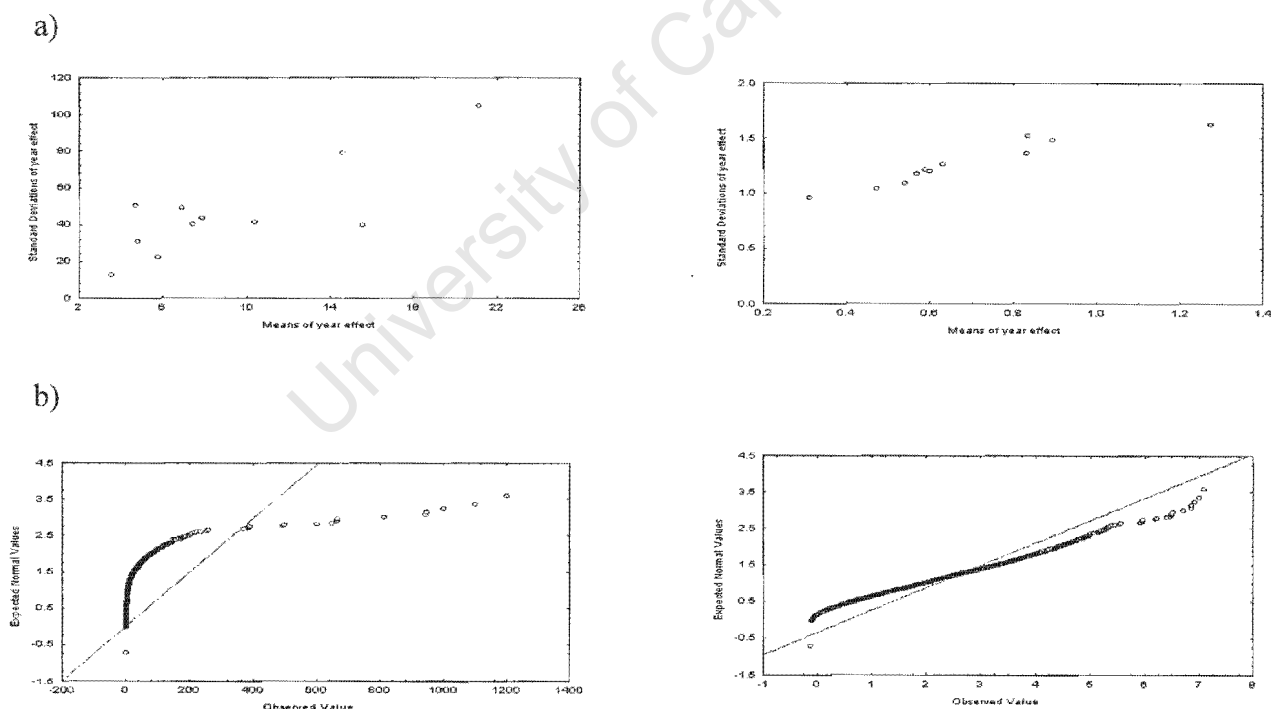 University of Cap
a)
120
100
80
60
40
20
0
Standard Deviations of year effect
2 6 10 14 18 22 26
Means of year effect
2.0
1.5
1.0
0.5
0.0
Standard Deviations of year effect
0.2 0.4 0.6 0.8 1.0 1.2 1.4
Means of year effect
b)
4.5
3.5
2.5
1.5
0.5
-0.5
-1.5
Expected Normal Values
-200 0 200 400 600 800 1000 1200 1400
Observed Value
4.5
3.5
2.5
1.5
0.5
-0.5
-1.5
Expected Normal Values
-1 0 1 2 3 4 5 6 7 8
Observed Value